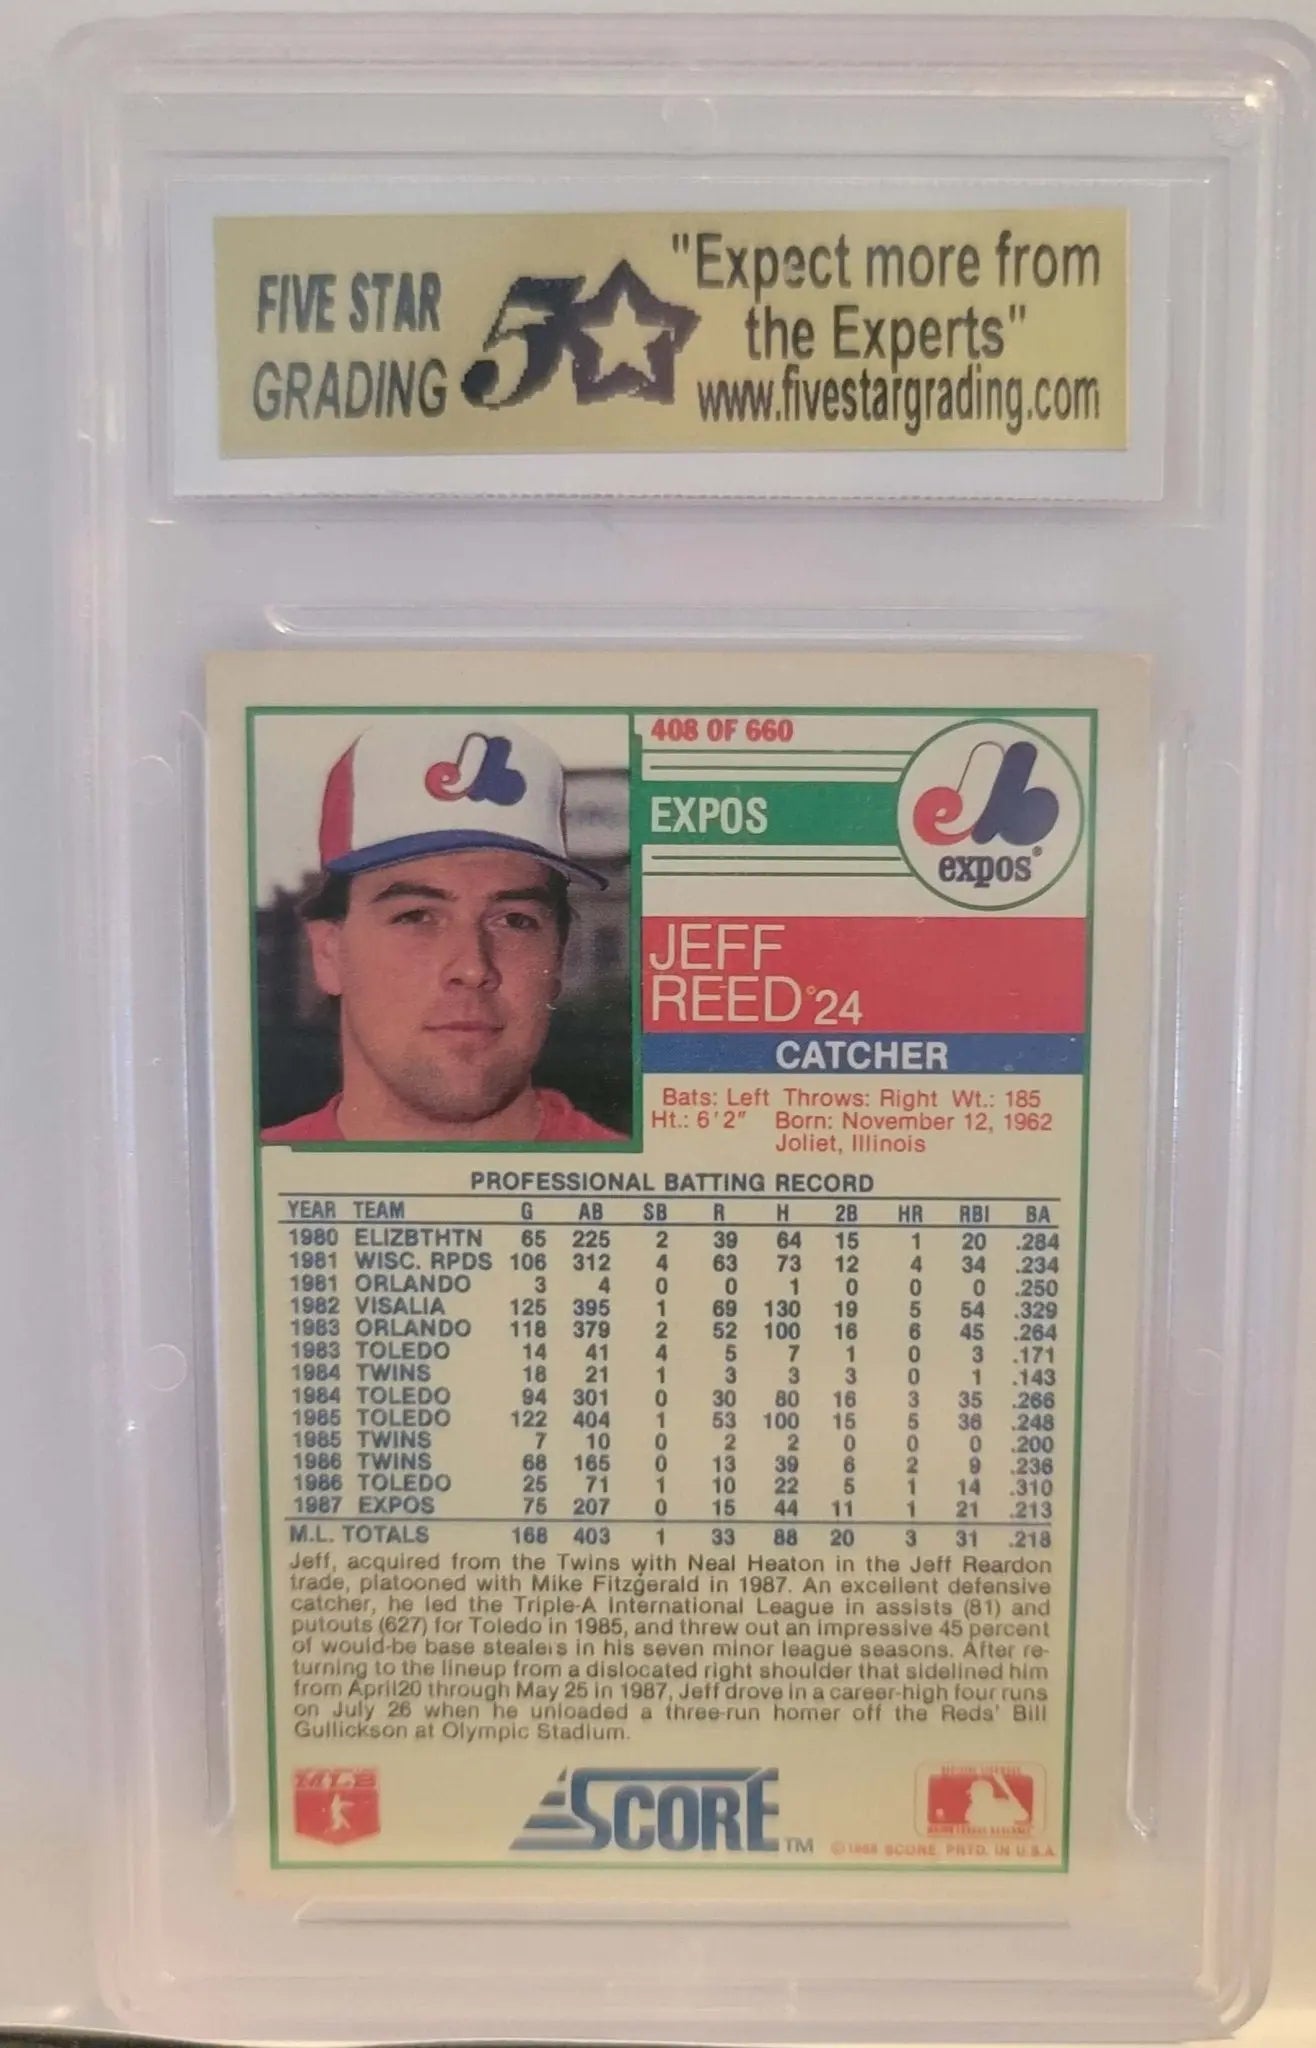 FIVE STAR
GRADING
5
"Expect more from
the Experts"
www.fivestargrading.com
408 OF 660
EXPOS
expos®
JEFF
REED °24
CATCHER
Bats: Left Throws: Right Wt.: 185
Ht.: 6'2" Born: November 12, 1962
Joliet, Illinois
PROFESSIONAL BATTING RECORD
YEAR TEAM G AB SB R H 2B HR RBI BA
1980 ELIZBTHTN 65 225 2 39 64 15 1 20 .284
1981 WISC. RPDS 106 312 4 63 73 12 4 34 .234
1981 ORLANDO 3 4 0 0 1 0 0 0 .250
1982 VISALIA 125 395 1 69 130 19 5 54 .329
1983 ORLANDO 118 379 2 52 100 16 6 45 .264
1983 TOLEDO 14 41 4 5 7 1 0 3 .171
1984 TWINS 18 21 1 3 3 3 0 1 .143
1984 TOLEDO 94 301 0 30 80 16 3 35 .266
1985 TOLEDO 122 404 1 53 100 15 5 36 .248
1985 TWINS 7 10 0 2 2 0 0 0 .200
1986 TWINS 68 165 0 13 39 6 2 9 .236
1986 TOLEDO 25 71 1 10 22 5 1 14 .310
1987 EXPOS 75 207 0 15 44 11 1 21 .213
M.L. TOTALS 168 403 1 33 88 20 3 31 .218
Jeff, acquired from the Twins with Neal Heaton in the Jeff Reardon
trade, platooned with Mike Fitzgerald in 1987. An excellent defensive
catcher, he led the Triple-A International League in assists (81) and
putouts (627) for Toledo in 1985, and threw out an impressive 45 percent
of would-be base stealers in his seven minor league seasons. After re-
turning to the lineup from a dislocated right shoulder that sidelined him
from April20 through May 25 in 1987, Jeff drove in a career-high four runs
on July 26 when he unloaded a three-run homer off the Reds' Bill
Gullickson at Olympic Stadium.
MLB
SCORE TM
©1988 SCORE, PRTD. IN U.S.A.